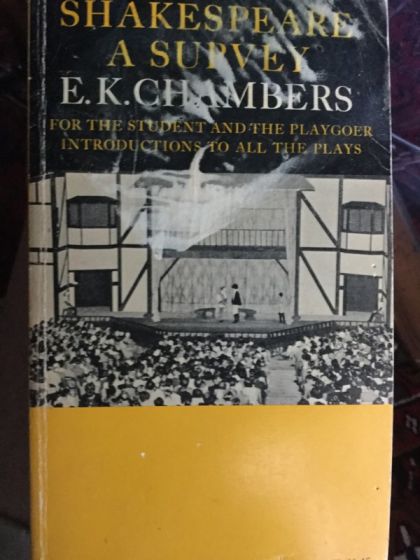 SHAKESPEARE
A SURVEY
E.K.CHAMBERS
FOR THE STUDENT AND THE PLAYGOER
INTRODUCTIONS TO ALL THE PLAYS